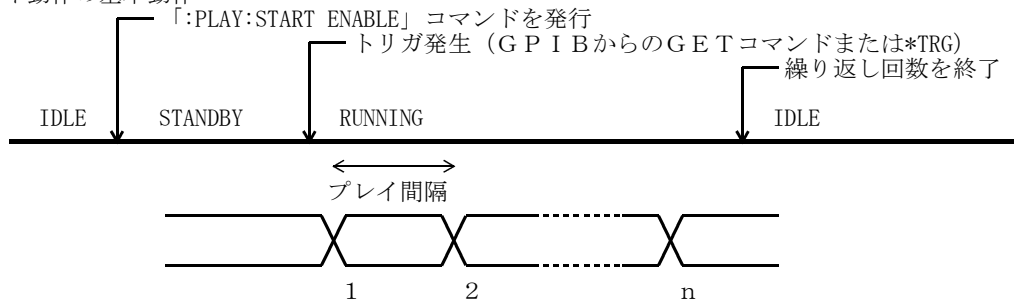 「:PLAY:START ENABLE」コマンドを発行
トリガ発生（ＧＰＩＢからのＧＥＴコマンドまたは*TRG）
繰り返し回数を終了
IDLE STANDBY RUNNING IDLE
プレイ間隔
1 2 n